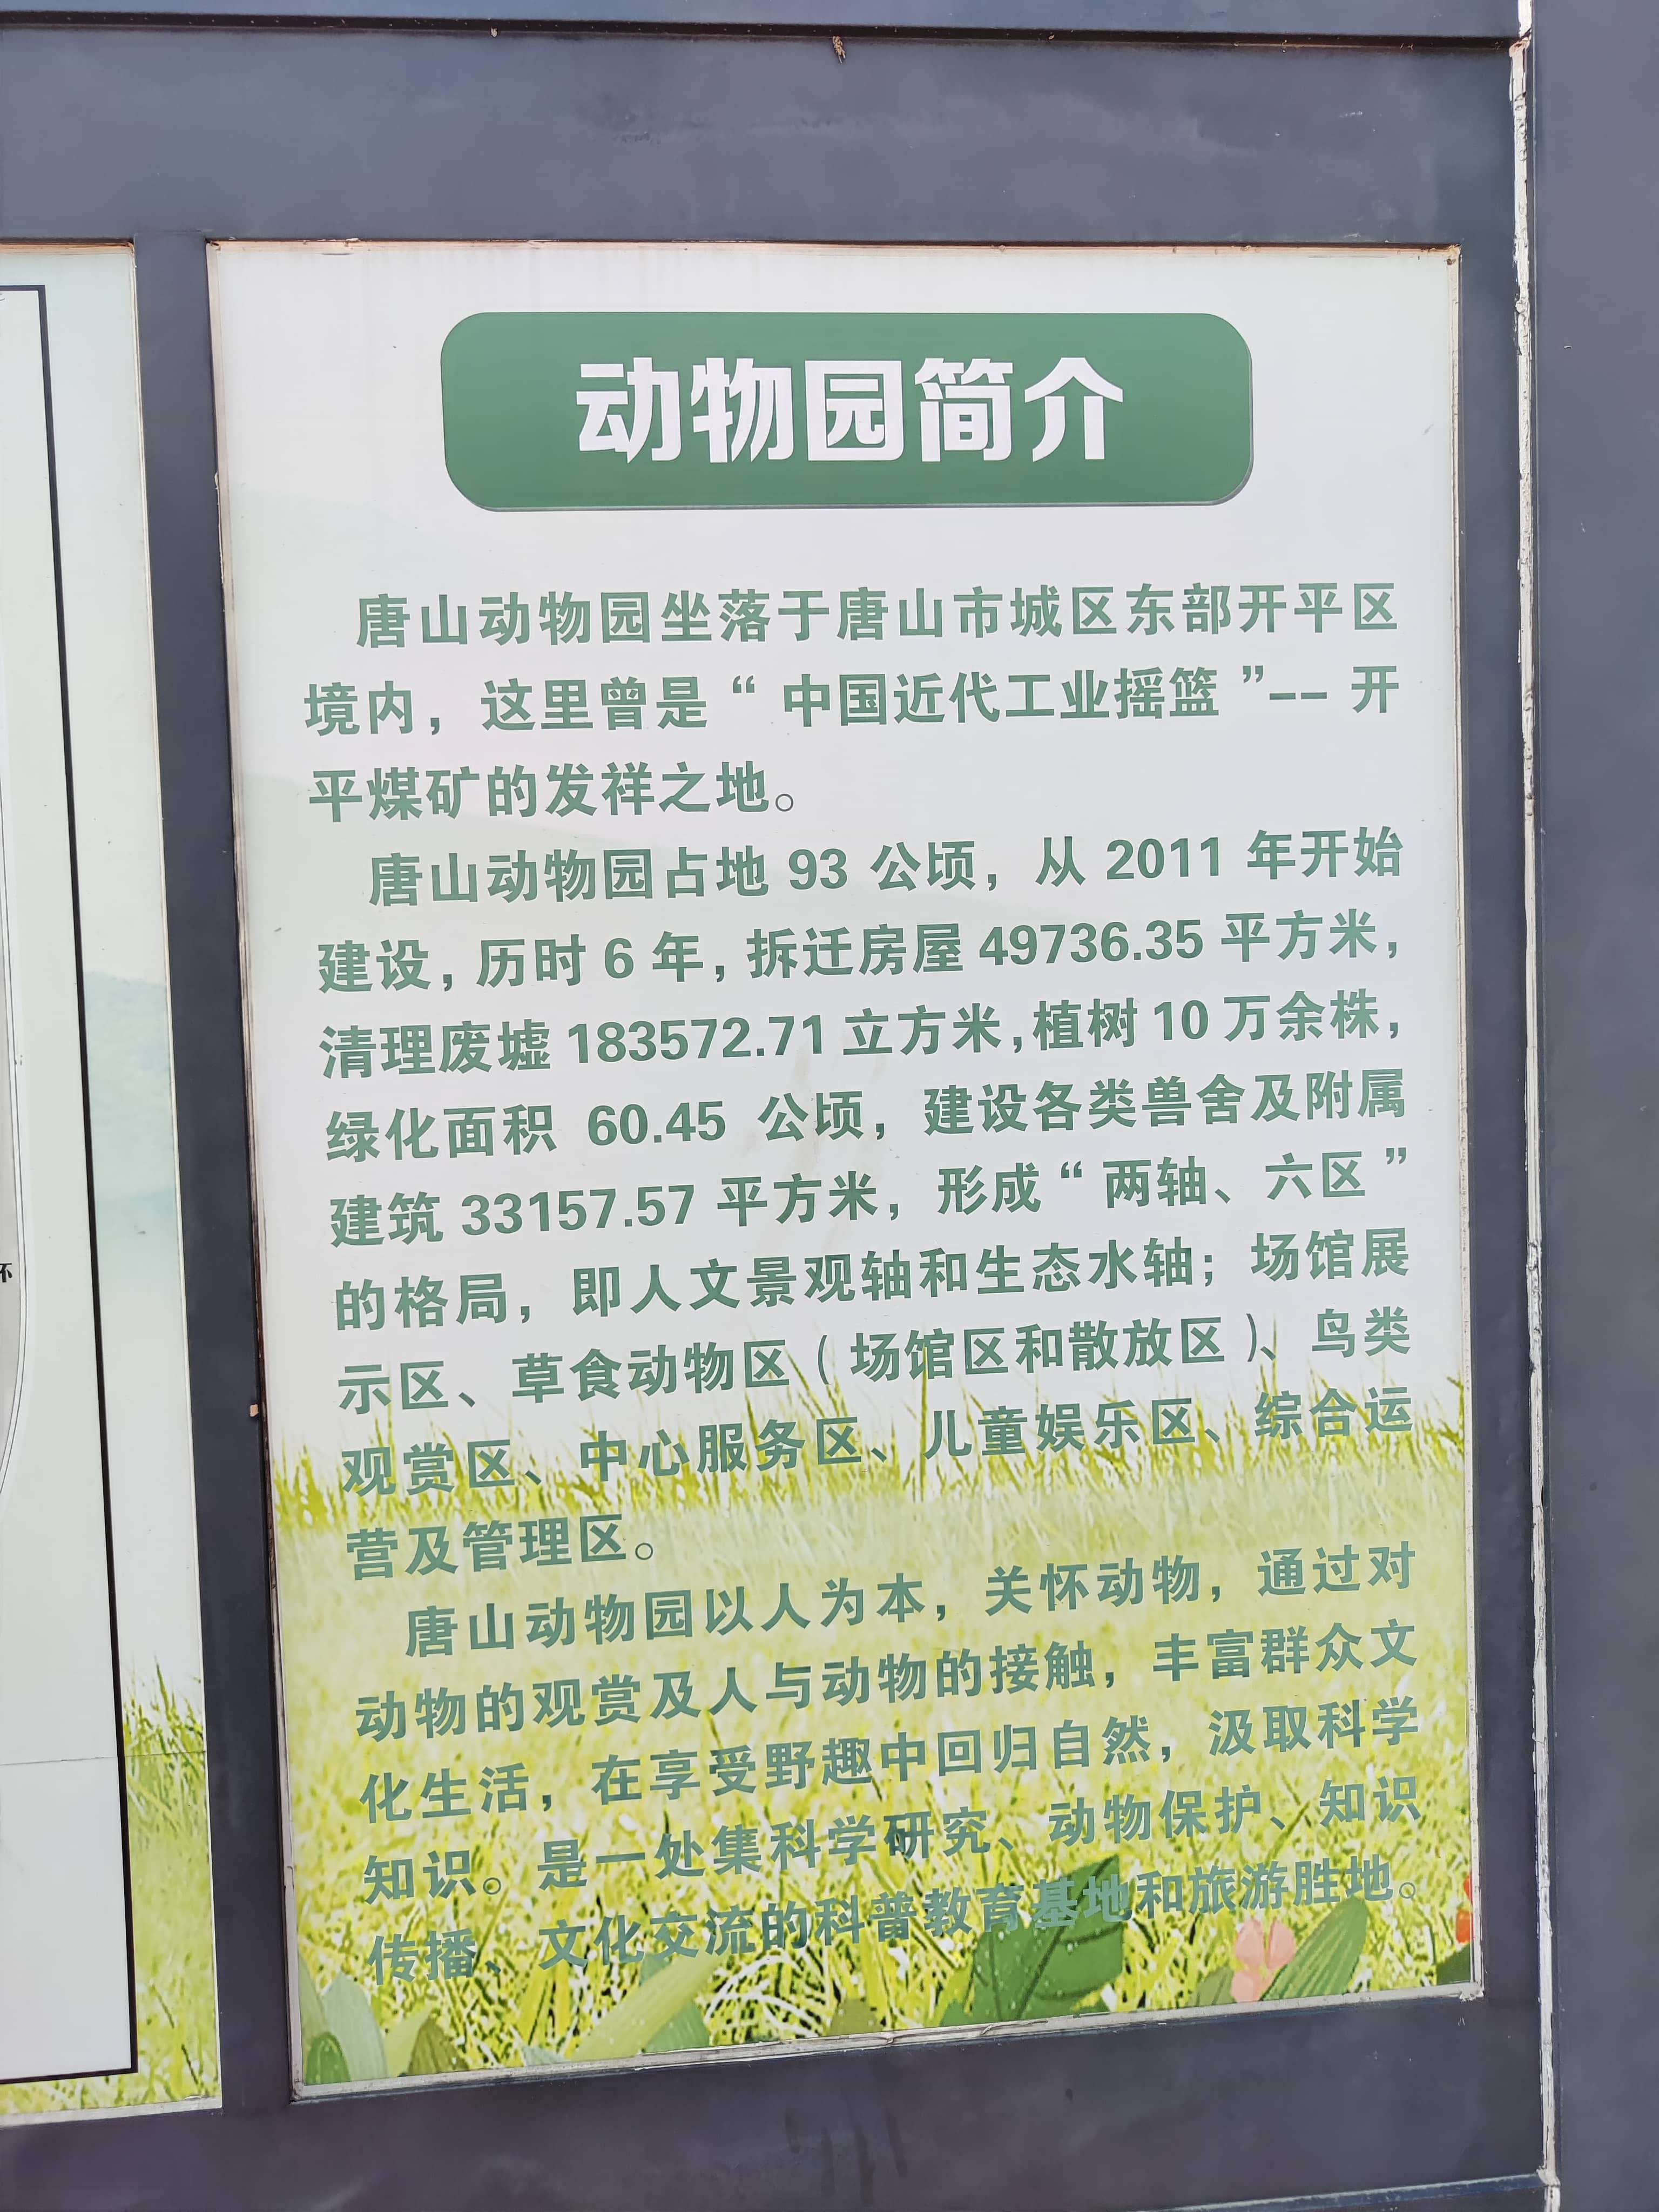 动物园简介
唐山动物园坐落于唐山市城区东部开平区
境内，这里曾是“中国近代工业摇篮”--开
平煤矿的发祥之地。
唐山动物园占地 93 公顷，从 2011 年开始
建设，历时 6 年，拆迁房屋 49736.35 平方米，
清理废墟 183572.71 立方米，植树 10 万余株，
绿化面积 60.45 公顷，建设各类兽舍及附属
建筑 33157.57 平方米，形成“两轴、六区”
的格局，即人文景观轴和生态水轴；场馆展
示区、草食动物区（场馆区和散放区）、鸟类
观赏区、中心服务区、儿童娱乐区、综合运
营及管理区。
唐山动物园以人为本，关怀动物，通过对
动物的观赏及人与动物的接触，丰富群众文
化生活，在享受野趣中回归自然，汲取科学
知识。是一处集科学研究、动物保护、知识
传播、文化交流的科普教育基地和旅游胜地。